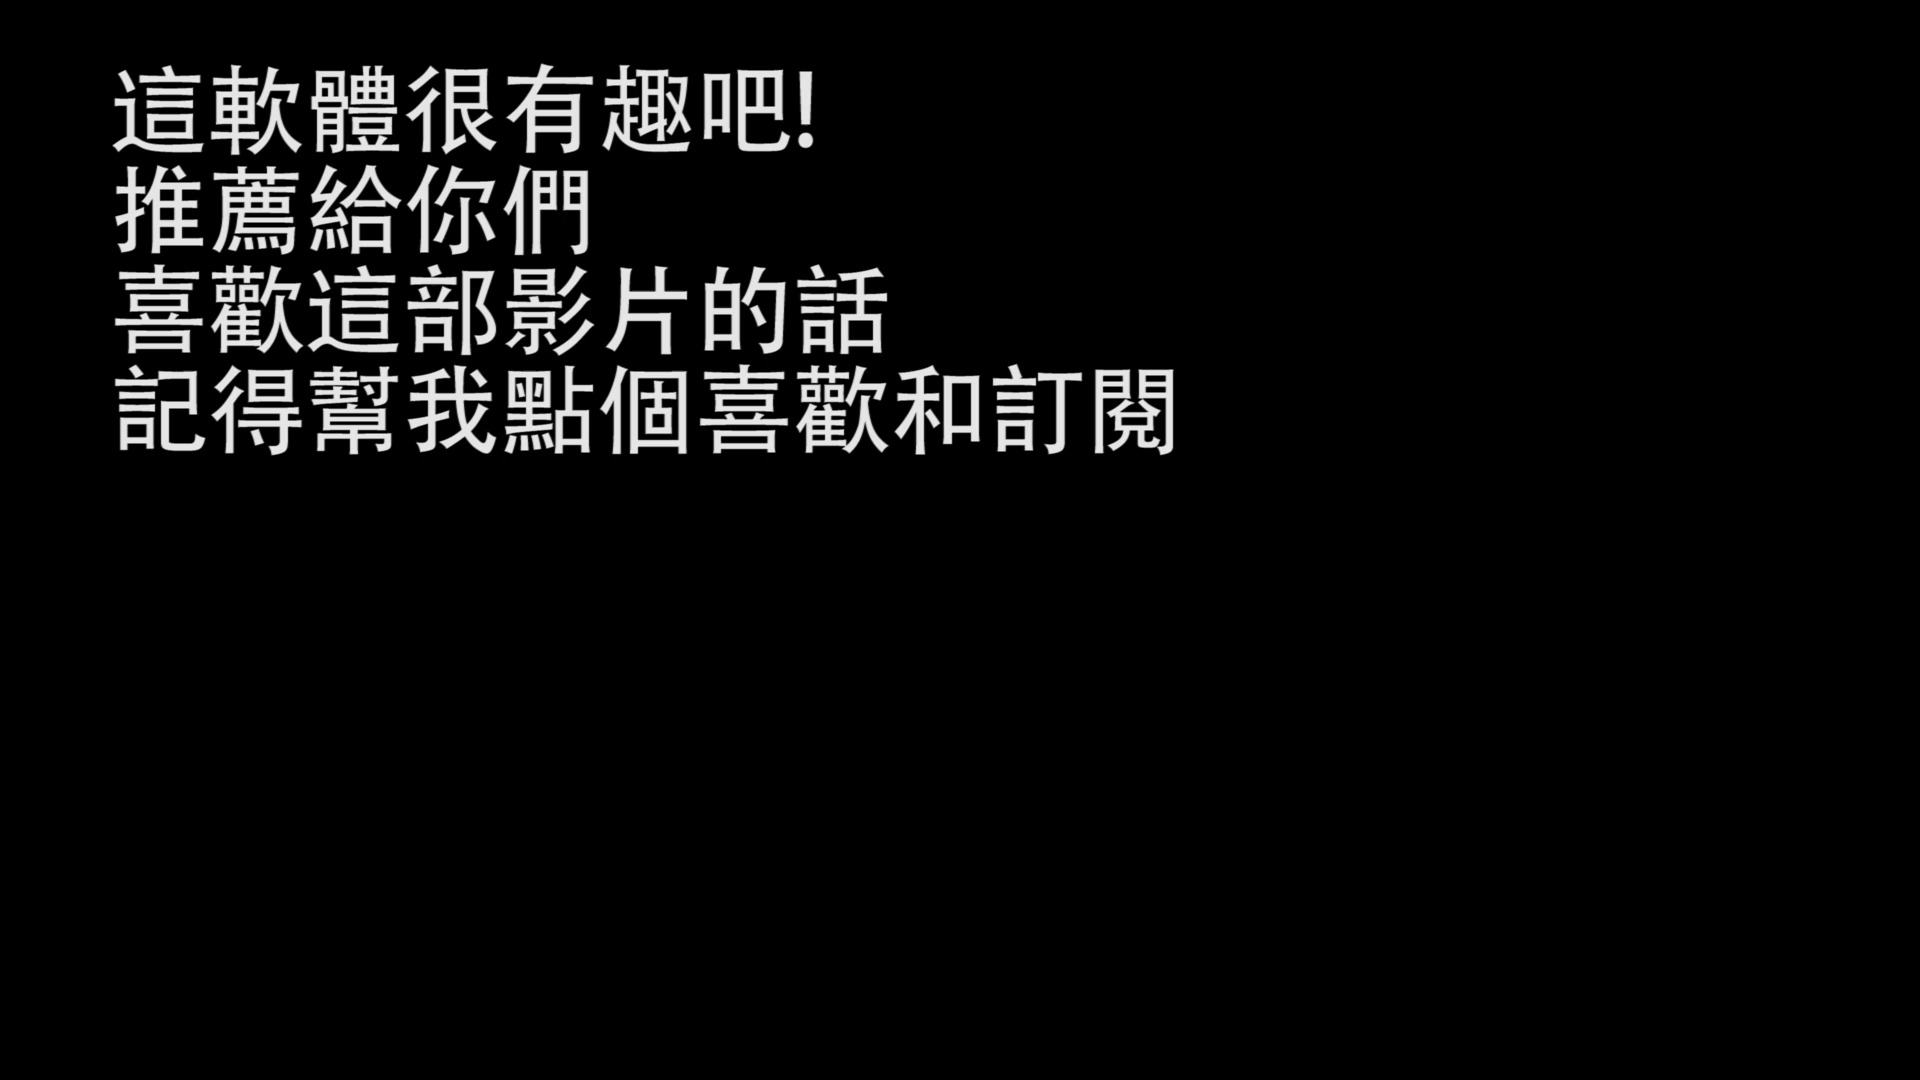 這軟體很有趣吧!
推薦給你們
喜歡這部影片的話
記得幫我點個喜歡和訂閱